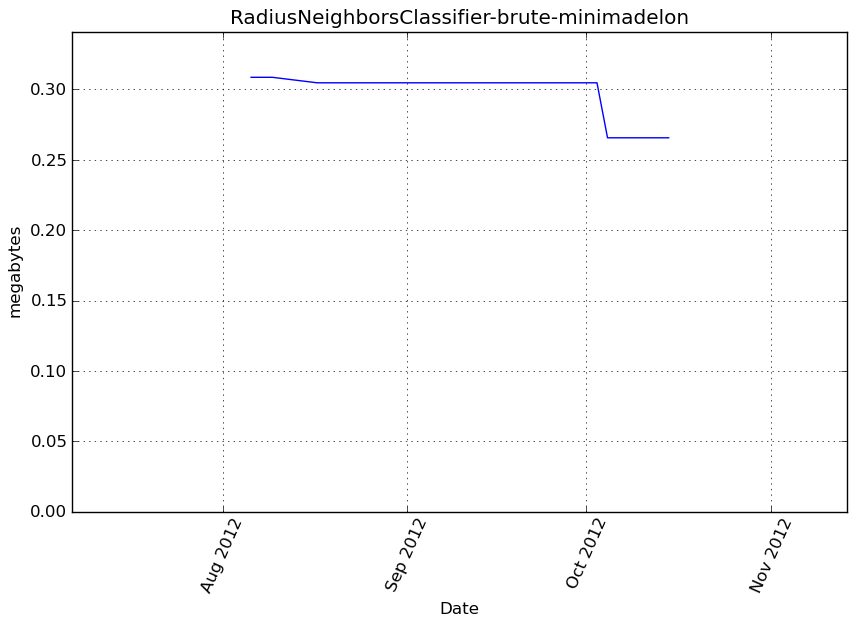 RadiusNeighborsClassifier-brute-minimadelon
0.30
0.25
0.20
0.15
0.10
0.05
0.00
megabytes
Aug 2012
Sep 2012
Oct 2012
Nov 2012
Date